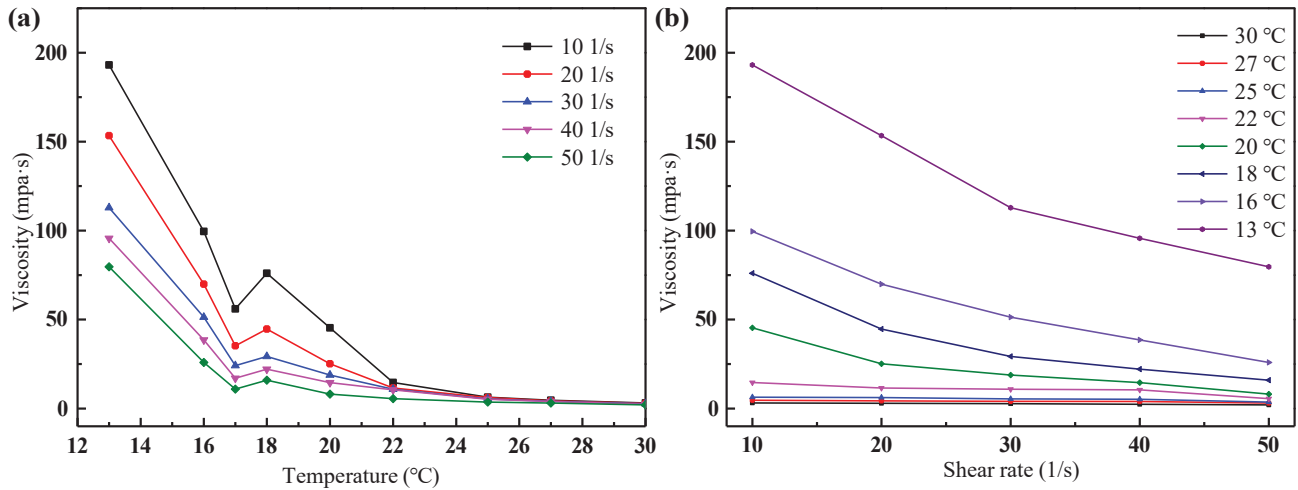 (a)
200
150
100
50
0
12 14 16 18 20 22 24 26 28 30
Viscosity (mpa·s)
Temperature (℃)
10 1/s
20 1/s
30 1/s
40 1/s
50 1/s
(b)
200
150
100
50
0
10 20 30 40 50
Viscosity (mpa·s)
Shear rate (1/s)
30 ℃
27 ℃
25 ℃
22 ℃
20 ℃
18 ℃
16 ℃
13 ℃